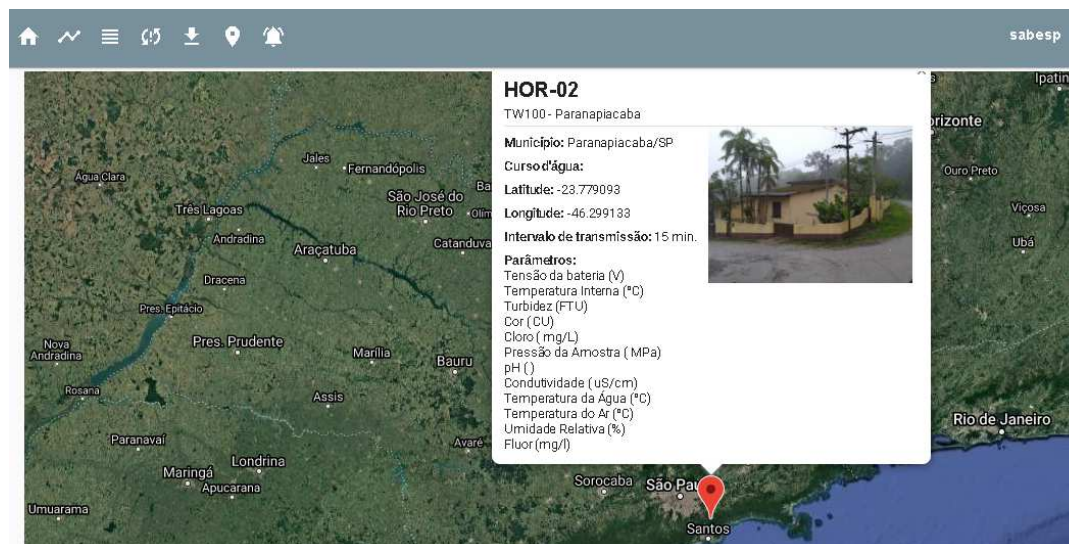 sabesp
HOR-02
TW100- Paranapiacaba
Município: Paranapiacaba/SP
Curso d'água:
Latitude: -23.779093
Longitude: -46.299133
Intervalo de transmissão: 15 min.
Parâmetros:
Tensão da bateria (V)
Temperatura Interna (°C)
Turbidez (FTU)
Cor (CU)
Cloro ( mg/L)
Pressão da Amostra ( MPa)
pH ()
Condutividade ( uS/cm)
Temperatura da Água (°C)
Temperatura do Ar (°C)
Umidade Relativa (%)
Fluor (mg/l)
Ipatin
rizonte
Ouro Preto
Viçosa
Ubá
Rio de Janeiro
Jales
Fernandópolis
Água Clara
São José do
Rio Preto
Olím
Ba
Três Lagoas
Andradina
Araçatuba
Catanduva
Dracena
Pres. Epitácio
Nova
Andradina
Pres. Prudente
Marília
Bauru
Rosana
Assis
Paranavaí
Avaré
Londrina
Maringá
Apucarana
Umuarama
Sorocaba
São Pau
Santos